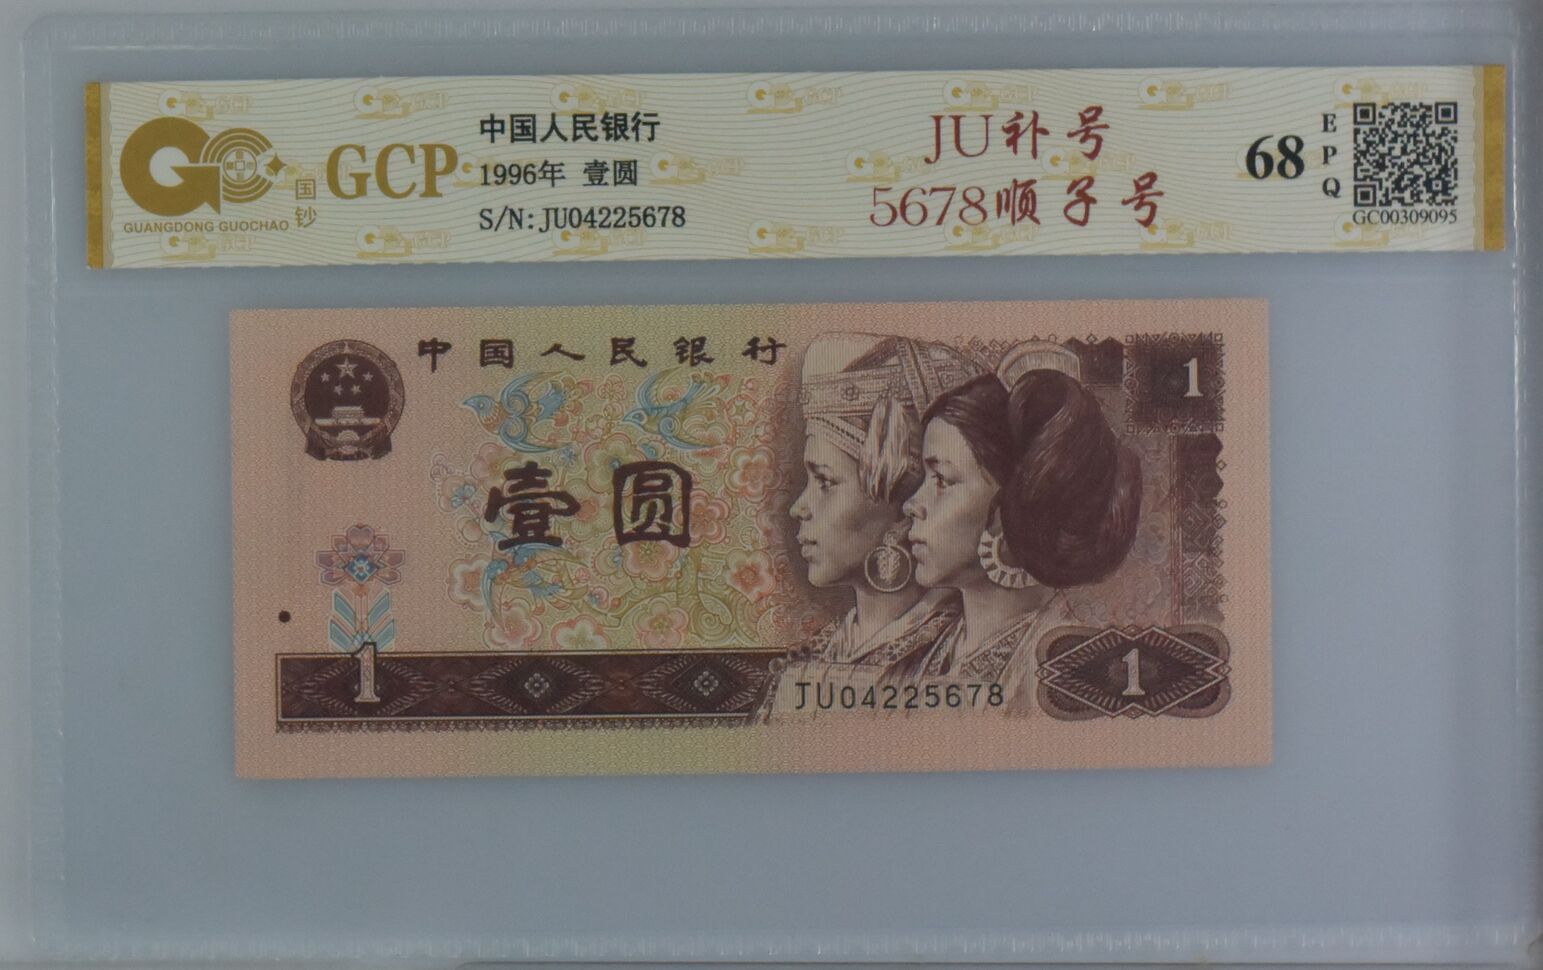 GCP
国钞
GUANGDONG GUOCHAO
中国人民银行
1996年 壹圆
S/N:JU04225678
JU补号
5678顺子号
68
EPQ
GC00309095
中国人民银行
1
壹圆
1
JU04225678
1